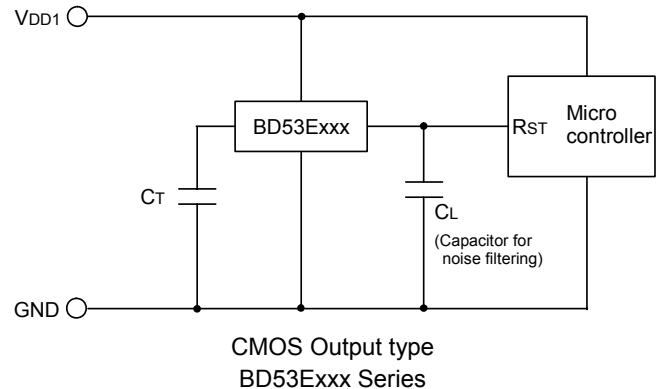 VDD1
BD53Exxx
RST
Micro
controller
CT
CL
(Capacitor for
noise filtering)
GND
CMOS Output type
BD53Exxx Series